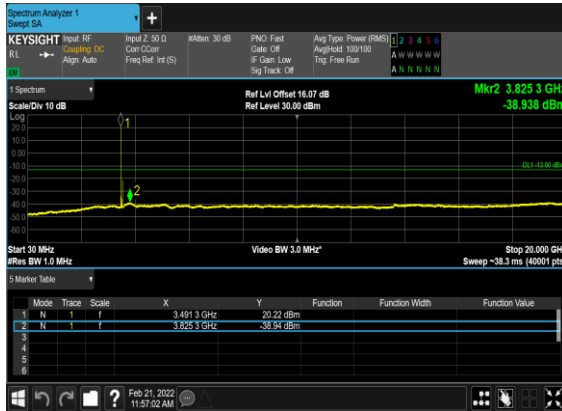 Spectrum Analyzer 1
Swept SA
+
KEYSIGHT
RL
Input: RF
Coupling: DC
Align: Auto
Input Z: 50 Ω
Corr CCorr
Freq Ref: Int (S)
#Atten: 30 dB
PNO: Fast
Gate: Off
IF Gain: Low
Sig Track: Off
Avg Type: Power (RMS)
Avg|Hold: 100/100
Trig: Free Run
1 2 3 4 5 6
A W W W W W
A N N N N N
1 Spectrum
Scale/Div 10 dB
Ref Lvl Offset 16.07 dB
Ref Level 30.00 dBm
Mkr2 3.825 3 GHz
-38.938 dBm
Log
20.0
10.0
0.00
-10.0
-20.0
-30.0
-40.0
-50.0
-60.0
1
2
DL1 -13.00 dBm
Start 30 MHz
#Res BW 1.0 MHz
Video BW 3.0 MHz*
Stop 20.000 GHz
Sweep ~38.3 ms (40001 pts)
5 Marker Table
Mode Trace Scale X Y Function Function Width Function Value
1 N 1 f 3.491 3 GHz 20.22 dBm
2 N 1 f 3.825 3 GHz -38.94 dBm
3
4
5
6
?
Feb 21, 2022
11:57:02 AM